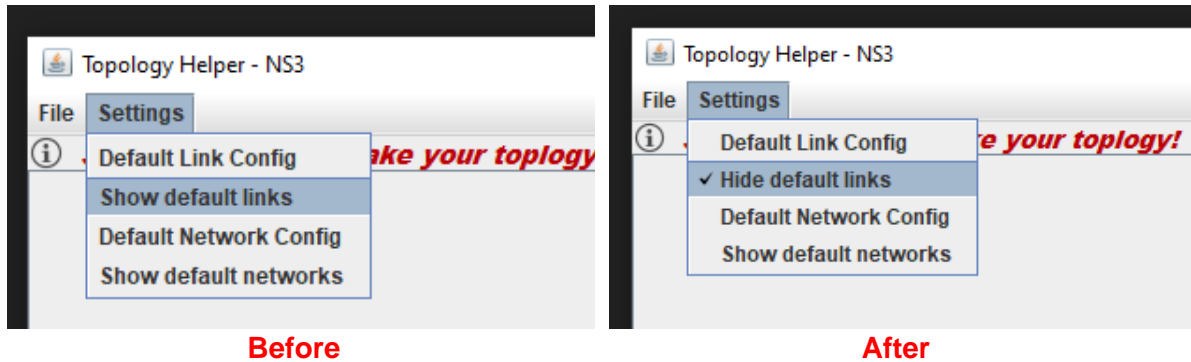 Topology Helper - NS3
File Settings
ake your toplogy
Default Link Config
Show default links
Default Network Config
Show default networks
Before
Topology Helper - NS3
File Settings
e your toplogy!
Default Link Config
✓ Hide default links
Default Network Config
Show default networks
After